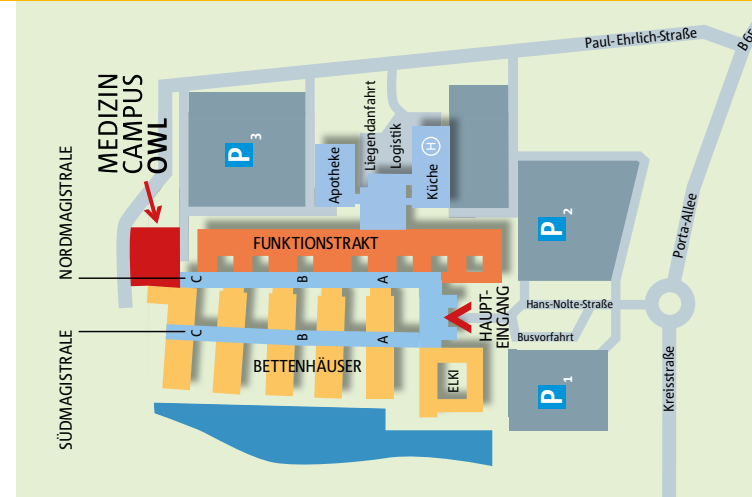 Paul-Ehrlich-Straße
B 65
MEDIZIN
CAMPUS
OWL
NORDMAGISTRALE
SÜDMAGISTRALE
P 3
Apotheke
Liegendanfahrt
Logistik
Küche
H
FUNKTIONSTRAKT
C
B
A
P 2
Porta-Allee
Hans-Nolte-Straße
HAUPT-
EINGANG
Busvorfahrt
C
B
A
BETTENHÄUSER
ELKI
P 1
Kreisstraße